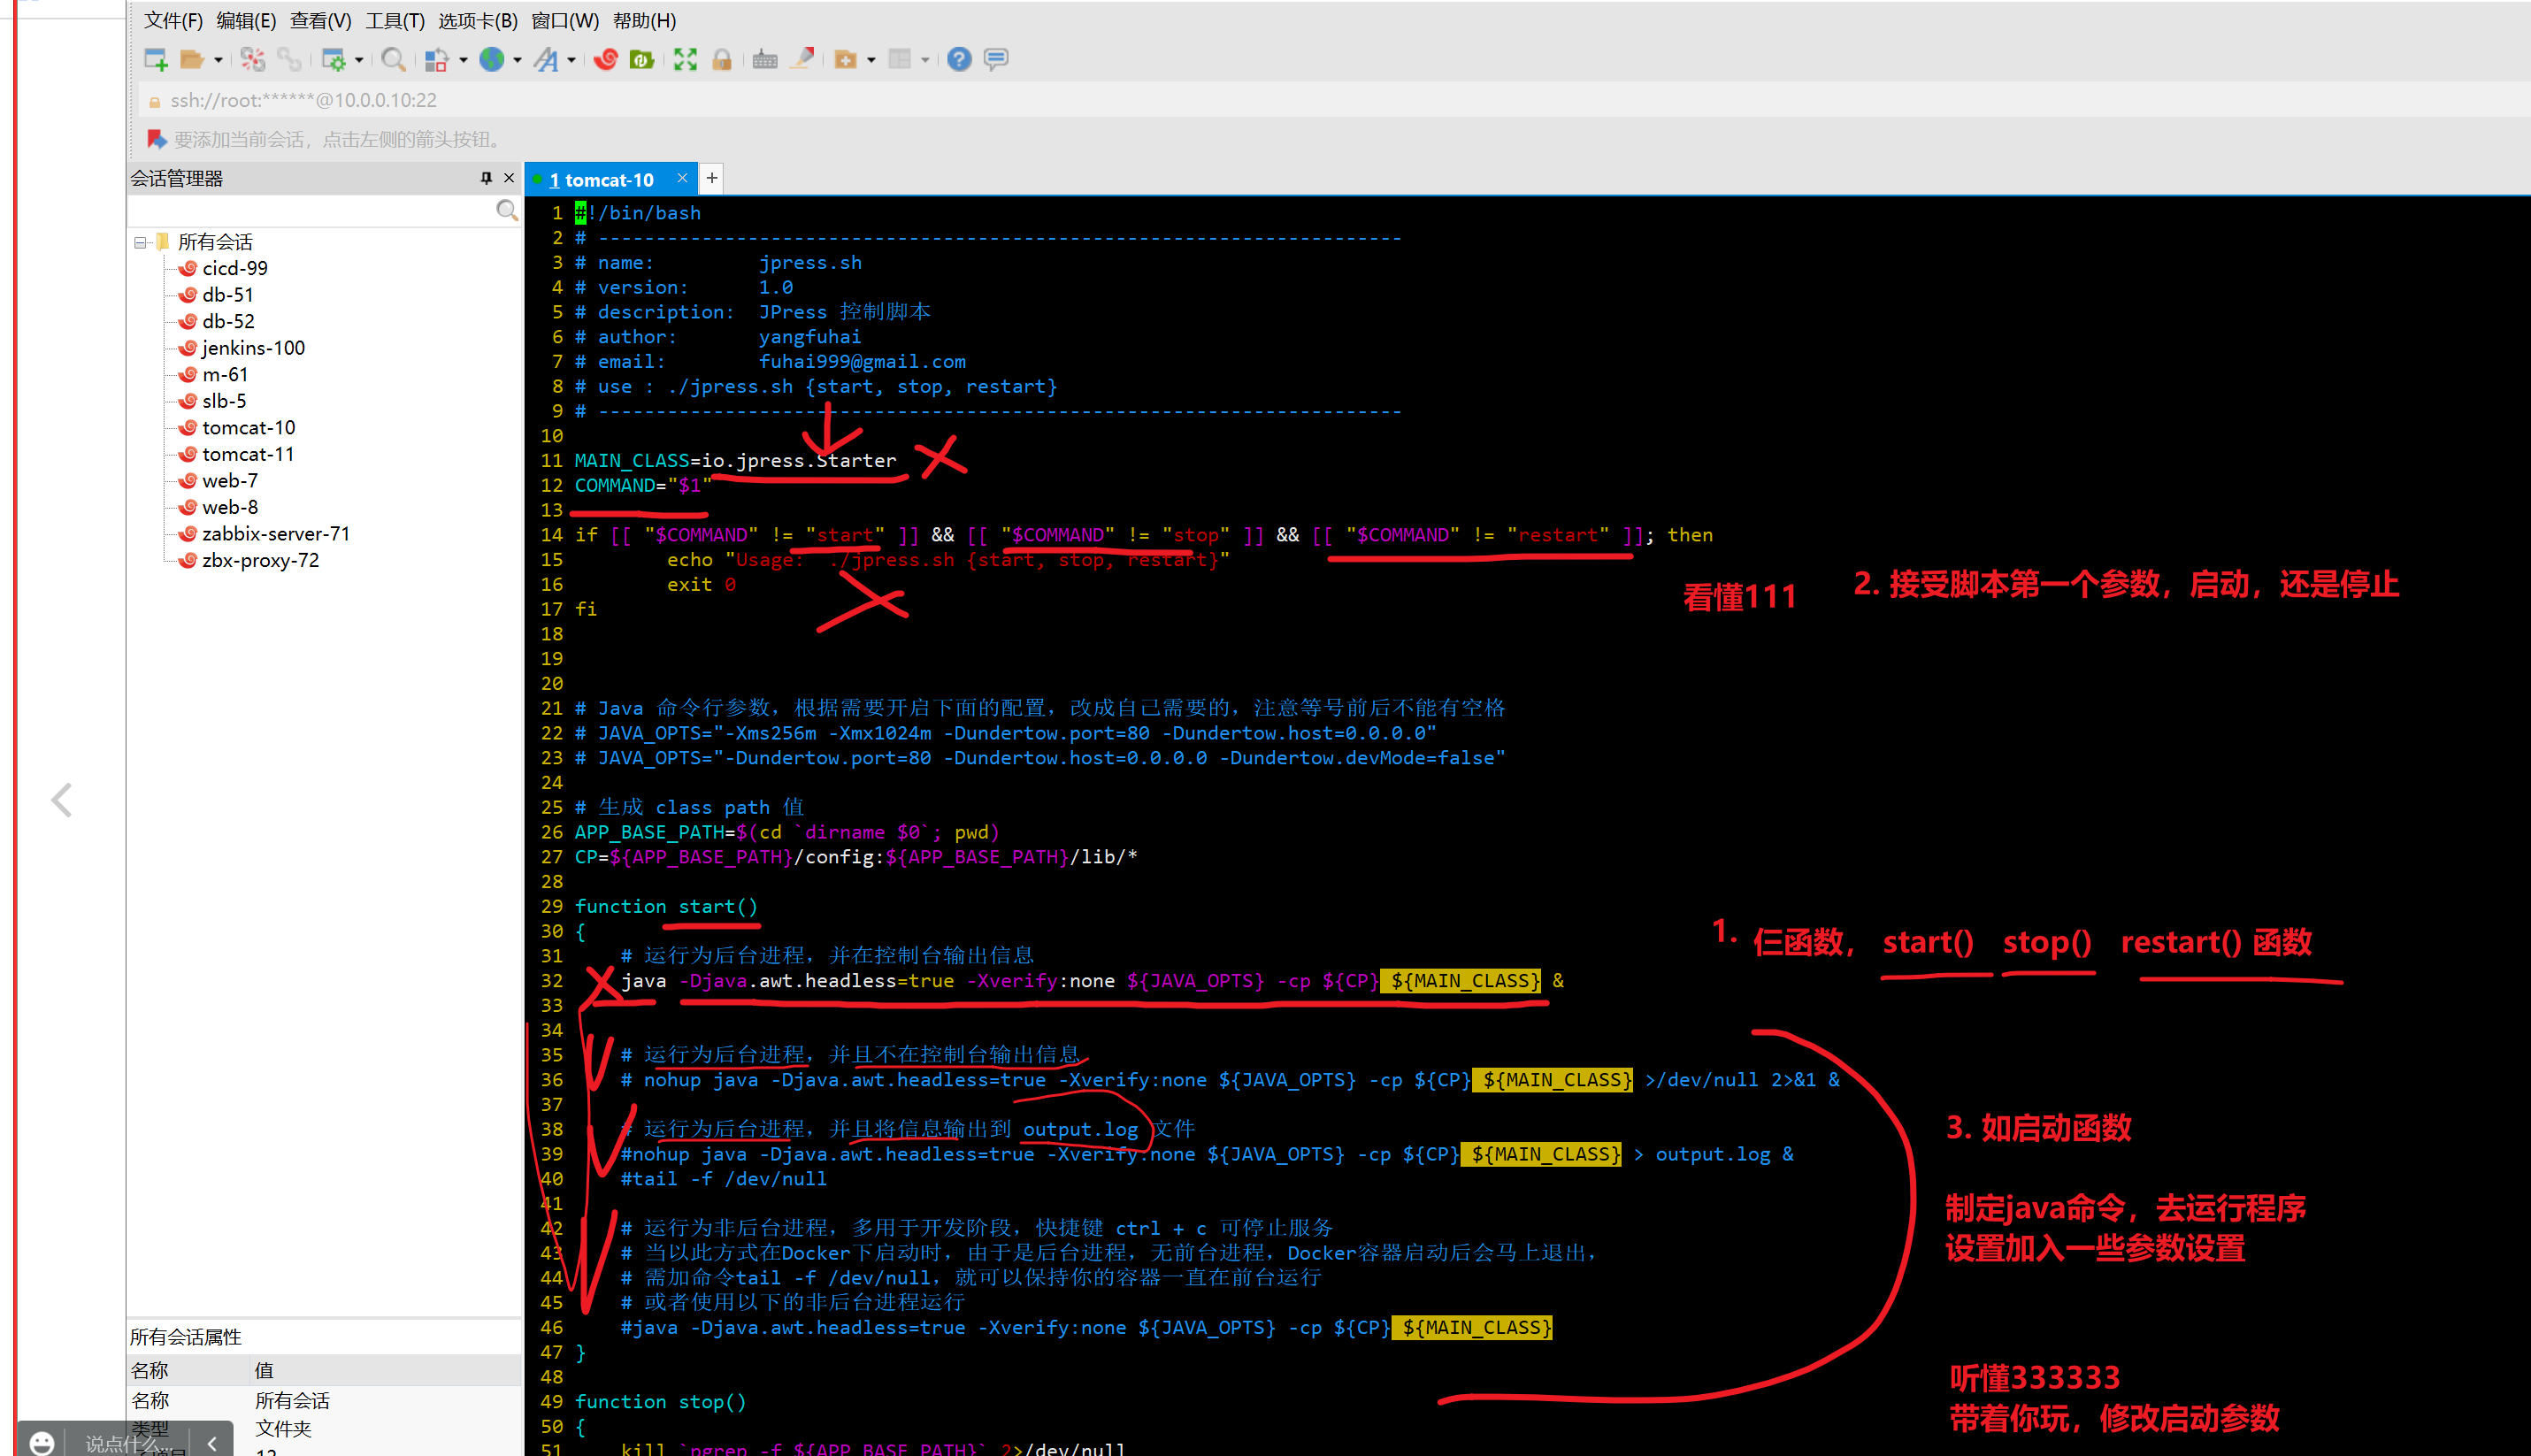 文件(F) 编辑(E) 查看(V) 工具(T) 选项卡(B) 窗口(W) 帮助(H)
ssh://root:******@10.0.0.10:22
要添加当前会话，点击左侧的箭头按钮。
会话管理器
所有会话
cicd-99
db-51
db-52
jenkins-100
m-61
slb-5
tomcat-10
tomcat-11
web-7
web-8
zabbix-server-71
zbx-proxy-72
所有会话属性
名称 值
名称 所有会话
类型 文件夹
说点什么...
1 tomcat-10
1 #!/bin/bash
2 # ----------------------------------------------------------------------
3 # name: jpress.sh
4 # version: 1.0
5 # description: JPress 控制脚本
6 # author: yangfuhai
7 # email: fuhai999@gmail.com
8 # use : ./jpress.sh {start, stop, restart}
9 # ----------------------------------------------------------------------
10
11 MAIN_CLASS=io.jpress.Starter
12 COMMAND="$1"
13
14 if [[ "$COMMAND" != "start" ]] && [[ "$COMMAND" != "stop" ]] && [[ "$COMMAND" != "restart" ]]; then
15 echo "Usage: ./jpress.sh {start, stop, restart}"
16 exit 0
17 fi
18
19
20
21 # Java 命令行参数，根据需要开启下面的配置，改成自己需要的，注意等号前后不能有空格
22 # JAVA_OPTS="-Xms256m -Xmx1024m -Dundertow.port=80 -Dundertow.host=0.0.0.0"
23 # JAVA_OPTS="-Dundertow.port=80 -Dundertow.host=0.0.0.0 -Dundertow.devMode=false"
24
25 # 生成 class path 值
26 APP_BASE_PATH=$(cd `dirname $0`; pwd)
27 CP=${APP_BASE_PATH}/config:${APP_BASE_PATH}/lib/*
28
29 function start()
30 {
31 # 运行为后台进程，并在控制台输出信息
32 java -Djava.awt.headless=true -Xverify:none ${JAVA_OPTS} -cp ${CP} ${MAIN_CLASS} &
33
34
35 # 运行为后台进程，并且不在控制台输出信息
36 # nohup java -Djava.awt.headless=true -Xverify:none ${JAVA_OPTS} -cp ${CP} ${MAIN_CLASS} >/dev/null 2>&1 &
37
38 # 运行为后台进程，并且将信息输出到 output.log 文件
39 #nohup java -Djava.awt.headless=true -Xverify:none ${JAVA_OPTS} -cp ${CP} ${MAIN_CLASS} > output.log &
40 #tail -f /dev/null
41
42 # 运行为非后台进程，多用于开发阶段，快捷键 ctrl + c 可停止服务
43 # 当以此方式在Docker下启动时，由于是后台进程，无前台进程，Docker容器启动后会马上退出，
44 # 需加命令tail -f /dev/null，就可以保持你的容器一直在前台运行
45 # 或者使用以下的非后台进程运行
46 #java -Djava.awt.headless=true -Xverify:none ${JAVA_OPTS} -cp ${CP} ${MAIN_CLASS}
47 }
48
49 function stop()
50 {
51 kill `pgrep -f ${APP_BASE_PATH}` 2>/dev/null
看懂111
2. 接受脚本第一个参数，启动，还是停止
1. 仨函数， start() stop() restart() 函数
3. 如启动函数
制定java命令，去运行程序
设置加入一些参数设置
听懂333333
带着你玩，修改启动参数